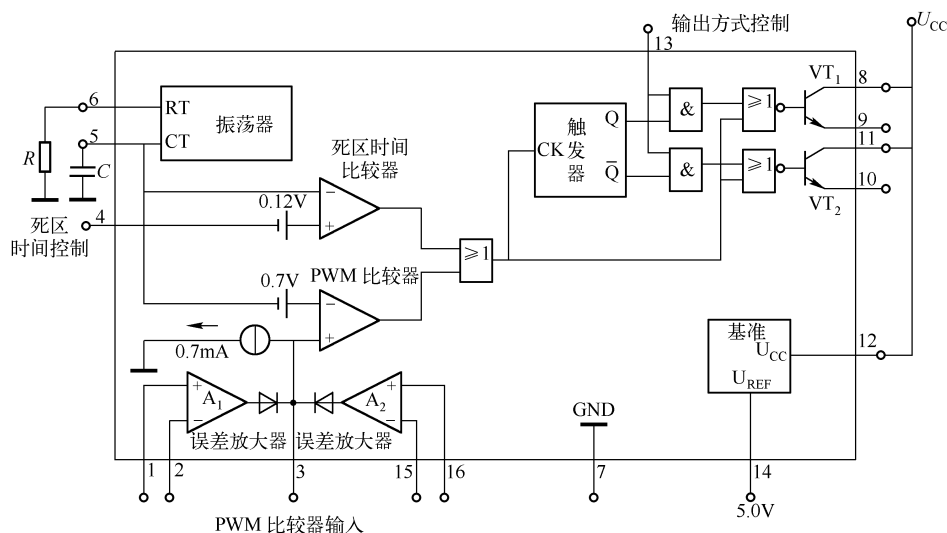 输出方式控制
U_CC
13
6
RT
振荡器
5
CT
R
C
死区时间
比较器
−
+
0.12V
4
死区
时间控制
触
发
器
CK
Q
Q̄
&
&
≥1
≥1
VT₁
8
9
11
10
VT₂
≥1
PWM 比较器
0.7V
−
+
0.7mA
基准
U_CC
U_REF
12
+
A₁
−
+
A₂
−
误差放大器
误差放大器
GND
1
2
3
15
16
7
14
5.0V
PWM 比较器输入